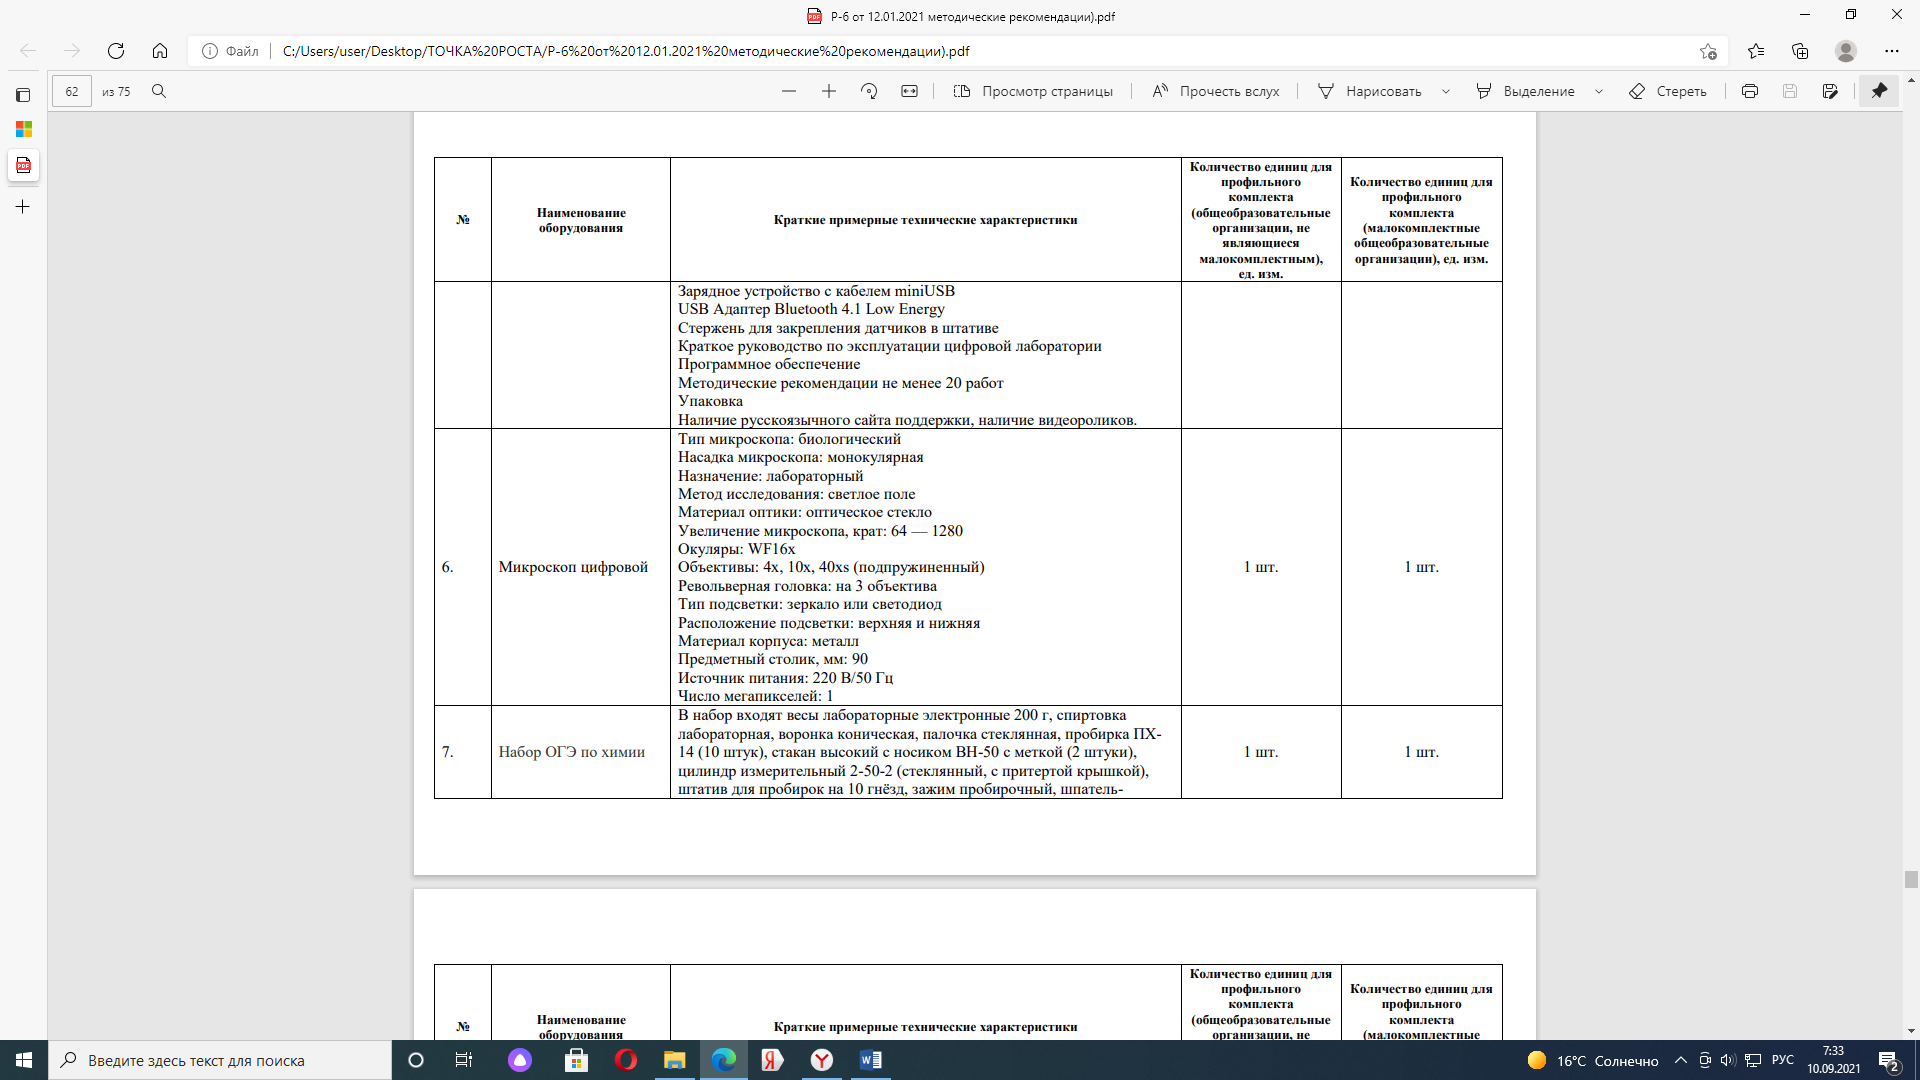 Р-6 от 12.01.2021 методические рекомендации).pdf
Файл
C:/Users/user/Desktop/ТОЧКА%20РОСТА/Р-6%20от%2012.01.2021%20методические%20рекомендации).pdf
62 из 75
Просмотр страницы
Прочесть вслух
Нарисовать
Выделение
Стереть
№
Наименование
оборудования
Краткие примерные технические характеристики
Количество единиц для
профильного
комплекта
(общеобразовательные
организации, не
являющиеся
малокомплектным),
ед. изм.
Количество единиц для
профильного
комплекта
(малокомплектные
общеобразовательные
организации), ед. изм.
Зарядное устройство с кабелем miniUSB
USB Адаптер Bluetooth 4.1 Low Energy
Стержень для закрепления датчиков в штативе
Краткое руководство по эксплуатации цифровой лаборатории
Программное обеспечение
Методические рекомендации не менее 20 работ
Упаковка
Наличие русскоязычного сайта поддержки, наличие видеороликов.
6.
Микроскоп цифровой
Тип микроскопа: биологический
Насадка микроскопа: монокулярная
Назначение: лабораторный
Метод исследования: светлое поле
Материал оптики: оптическое стекло
Увеличение микроскопа, крат: 64 — 1280
Окуляры: WF16x
Объективы: 4x, 10x, 40xs (подпружиненный)
Револьверная головка: на 3 объектива
Тип подсветки: зеркало или светодиод
Расположение подсветки: верхняя и нижняя
Материал корпуса: металл
Предметный столик, мм: 90
Источник питания: 220 В/50 Гц
Число мегапикселей: 1
1 шт.
1 шт.
7.
Набор ОГЭ по химии
В набор входят весы лабораторные электронные 200 г, спиртовка
лабораторная, воронка коническая, палочка стеклянная, пробирка ПХ-
14 (10 штук), стакан высокий с носиком ВН-50 с меткой (2 штуки),
цилиндр измерительный 2-50-2 (стеклянный, с притертой крышкой),
штатив для пробирок на 10 гнёзд, зажим пробирочный, шпатель-
1 шт.
1 шт.
№
Наименование
оборудования
Краткие примерные технические характеристики
Количество единиц для
профильного
комплекта
(общеобразовательные
организации, не
Количество единиц для
профильного
комплекта
(малокомплектные
Введите здесь текст для поиска
16°C Солнечно
РУС
7:33
10.09.2021
2